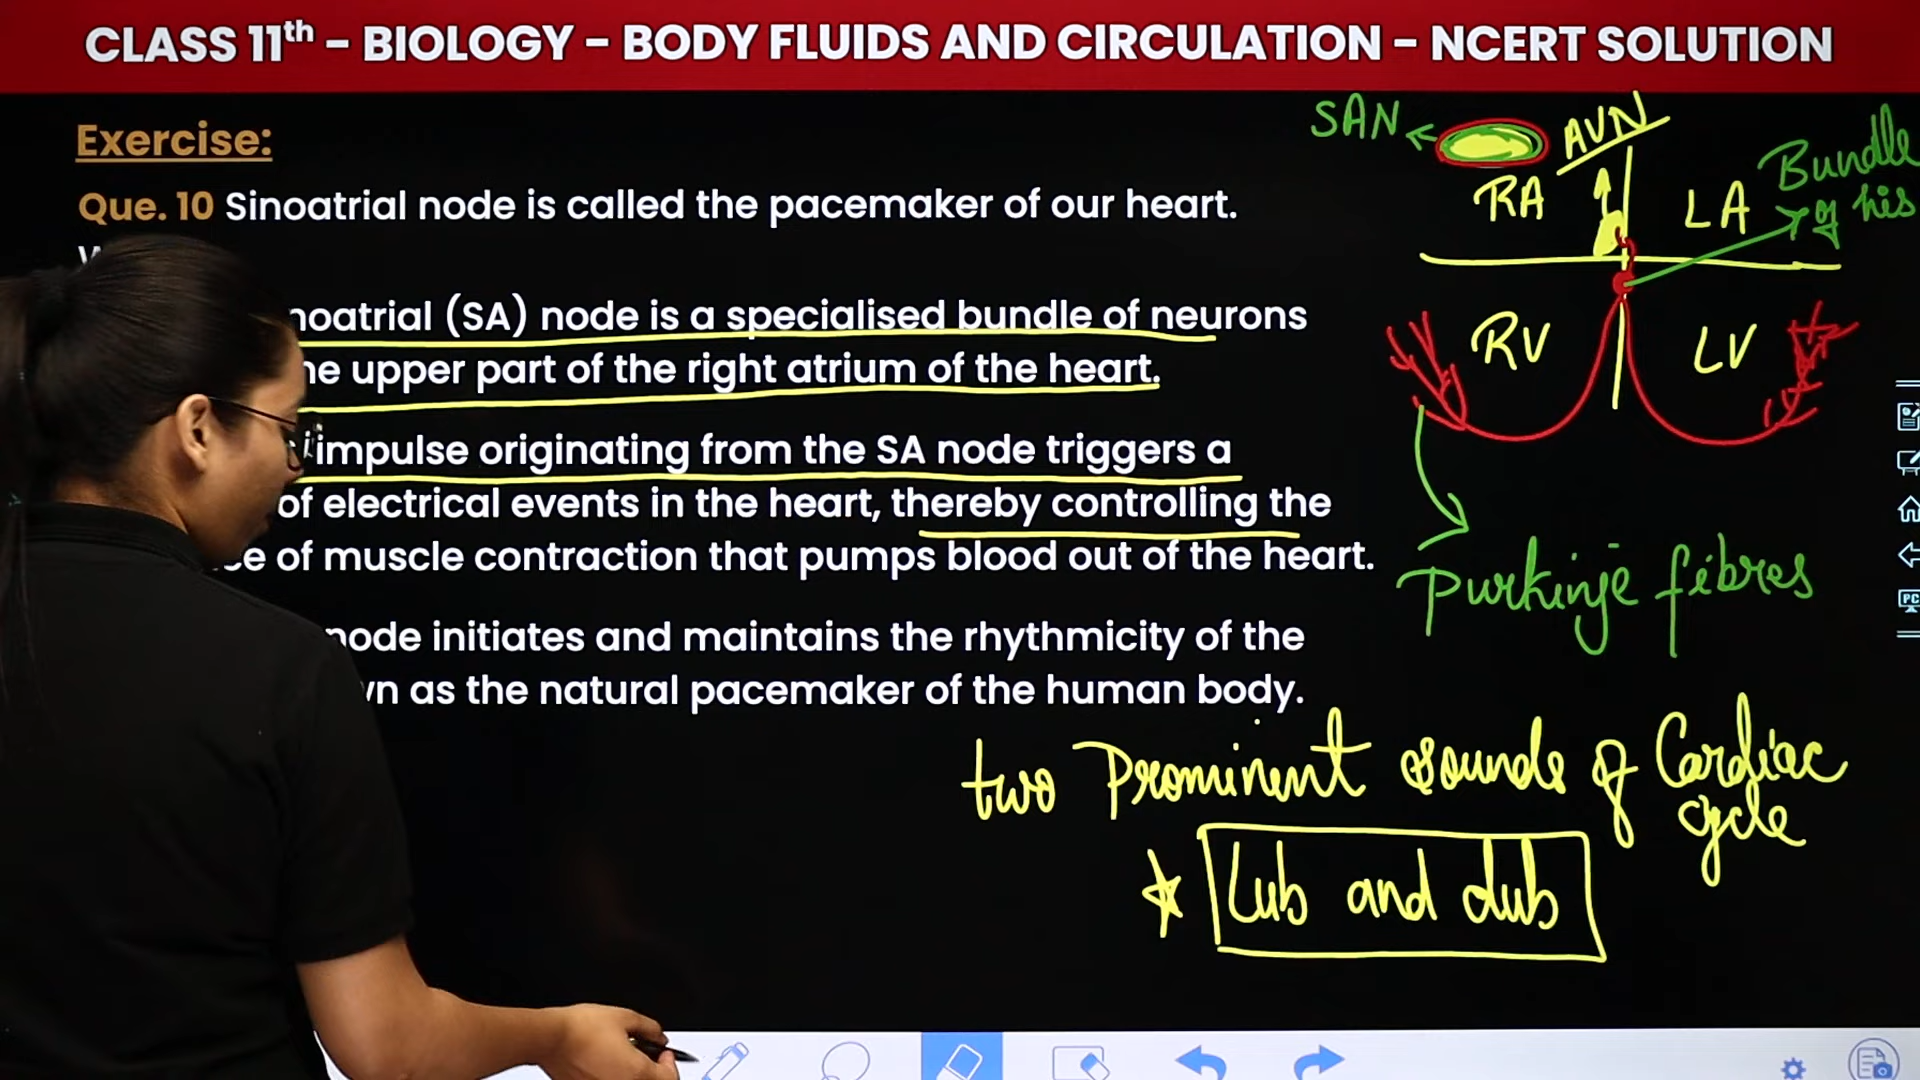 CLASS 11th – BIOLOGY – BODY FLUIDS AND CIRCULATION – NCERT SOLUTION
Exercise:
Que. 10 Sinoatrial node is called the pacemaker of our heart.
noatrial (SA) node is a specialised bundle of neurons
he upper part of the right atrium of the heart.
impulse originating from the SA node triggers a
of electrical events in the heart, thereby controlling the
ce of muscle contraction that pumps blood out of the heart.
node initiates and maintains the rhythmicity of the
wn as the natural pacemaker of the human body.
SAN
AVN
Bundle
of his
RA
LA
RV
LV
Purkinje fibres
two Prominent sounds of Cardiac
cycle
Lub and dub
PC